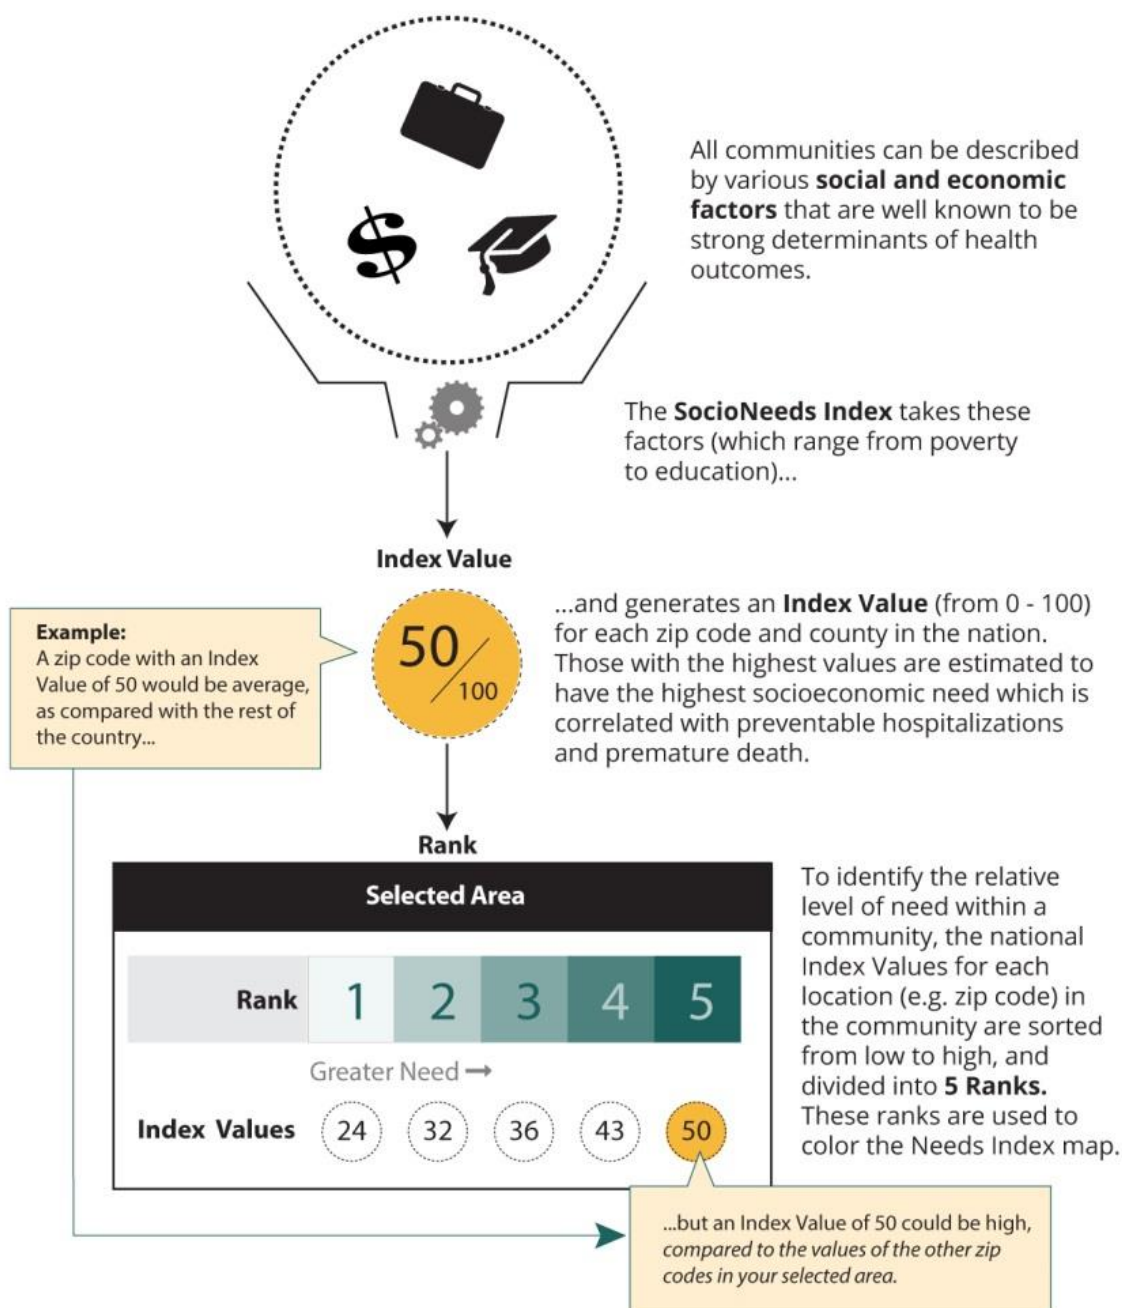 $
All communities can be described
by various social and economic
factors that are well known to be
strong determinants of health
outcomes.
The SocioNeeds Index takes these
factors (which range from poverty
to education)...
Index Value
50/100
...and generates an Index Value (from 0 - 100)
for each zip code and county in the nation.
Those with the highest values are estimated to
have the highest socioeconomic need which is
correlated with preventable hospitalizations
and premature death.
Example:
A zip code with an Index
Value of 50 would be average,
as compared with the rest of
the country...
Rank
Selected Area
Rank 1 2 3 4 5
Greater Need →
Index Values 24 32 36 43 50
To identify the relative
level of need within a
community, the national
Index Values for each
location (e.g. zip code) in
the community are sorted
from low to high, and
divided into 5 Ranks.
These ranks are used to
color the Needs Index map.
...but an Index Value of 50 could be high,
compared to the values of the other zip
codes in your selected area.